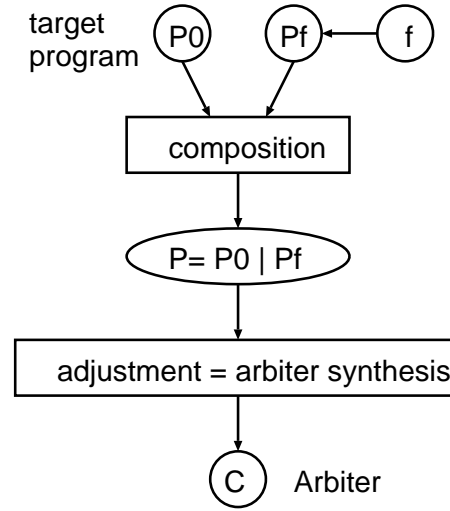 target
program
P0
Pf
f
composition
P= P0 | Pf
adjustment = arbiter synthesis
C
Arbiter